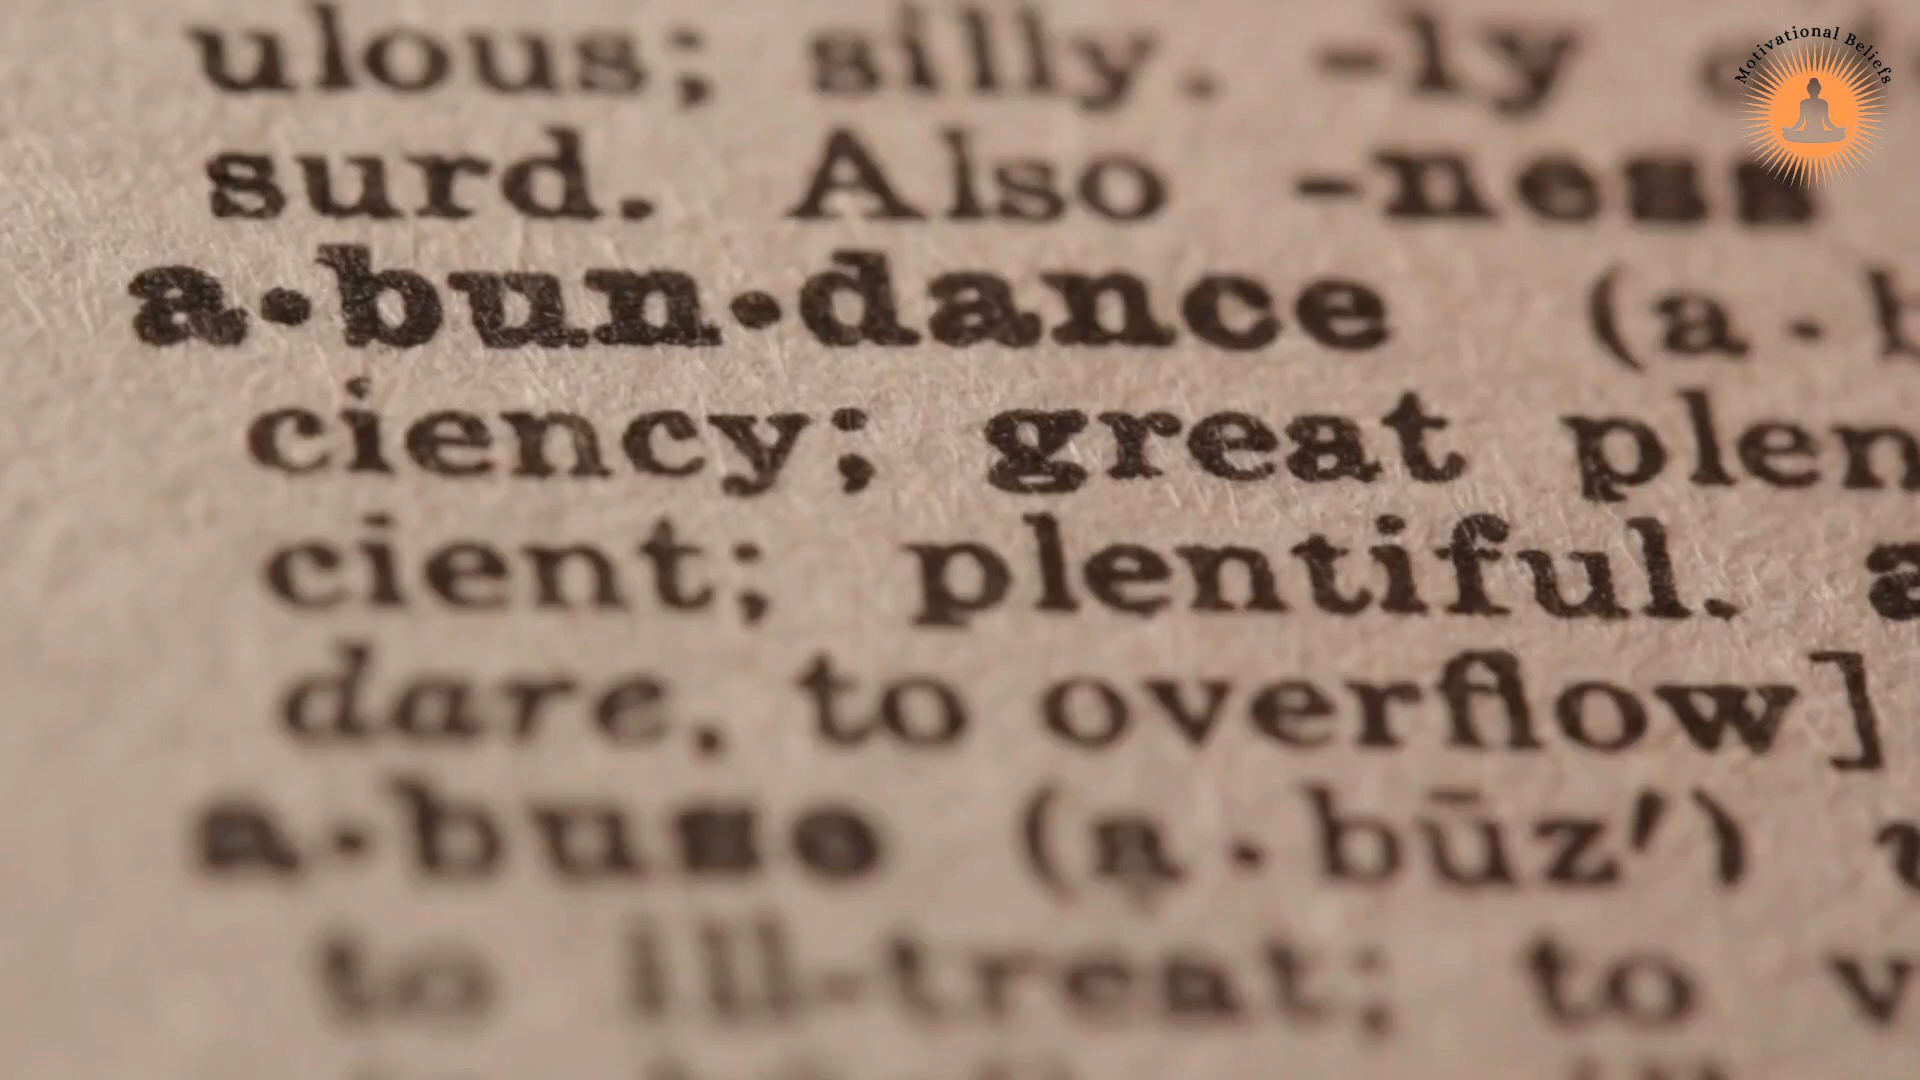 Motivational Beliefs
ulous; silly. -ly
surd. Also -ness
a·bun·dance (a·b
ciency; great plen
cient; plentiful. a
dare, to overflow]
a·buse (a·būz′) v
to ill-treat; to v